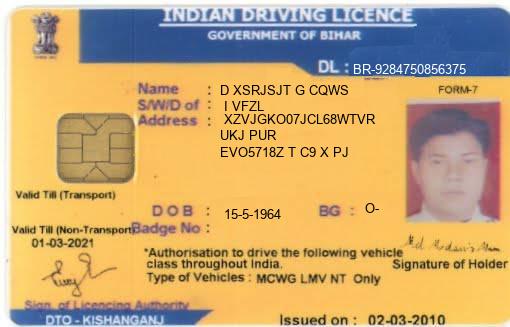 INDIAN DRIVING LICENCE
GOVERNMENT OF BIHAR
DL : BR-9284750856375
Name : D XSRJSJT G CQWS
FORM-7
S/W/D of : I VFZL
Address : XZVJGKO07JCL68WTVR
UKJ PUR
EVO5718Z T C9 X PJ
Valid Till (Transport)
D O B : 15-5-1964 BG : O-
Valid Till (Non-Transport)
Badge No :
01-03-2021
*Authorisation to drive the following vehicle
class throughout India.
Signature of Holder
Type of Vehicles : MCWG LMV NT Only
Sign. of Licencing Authority
DTO - KISHANGANJ
Issued on : 02-03-2010